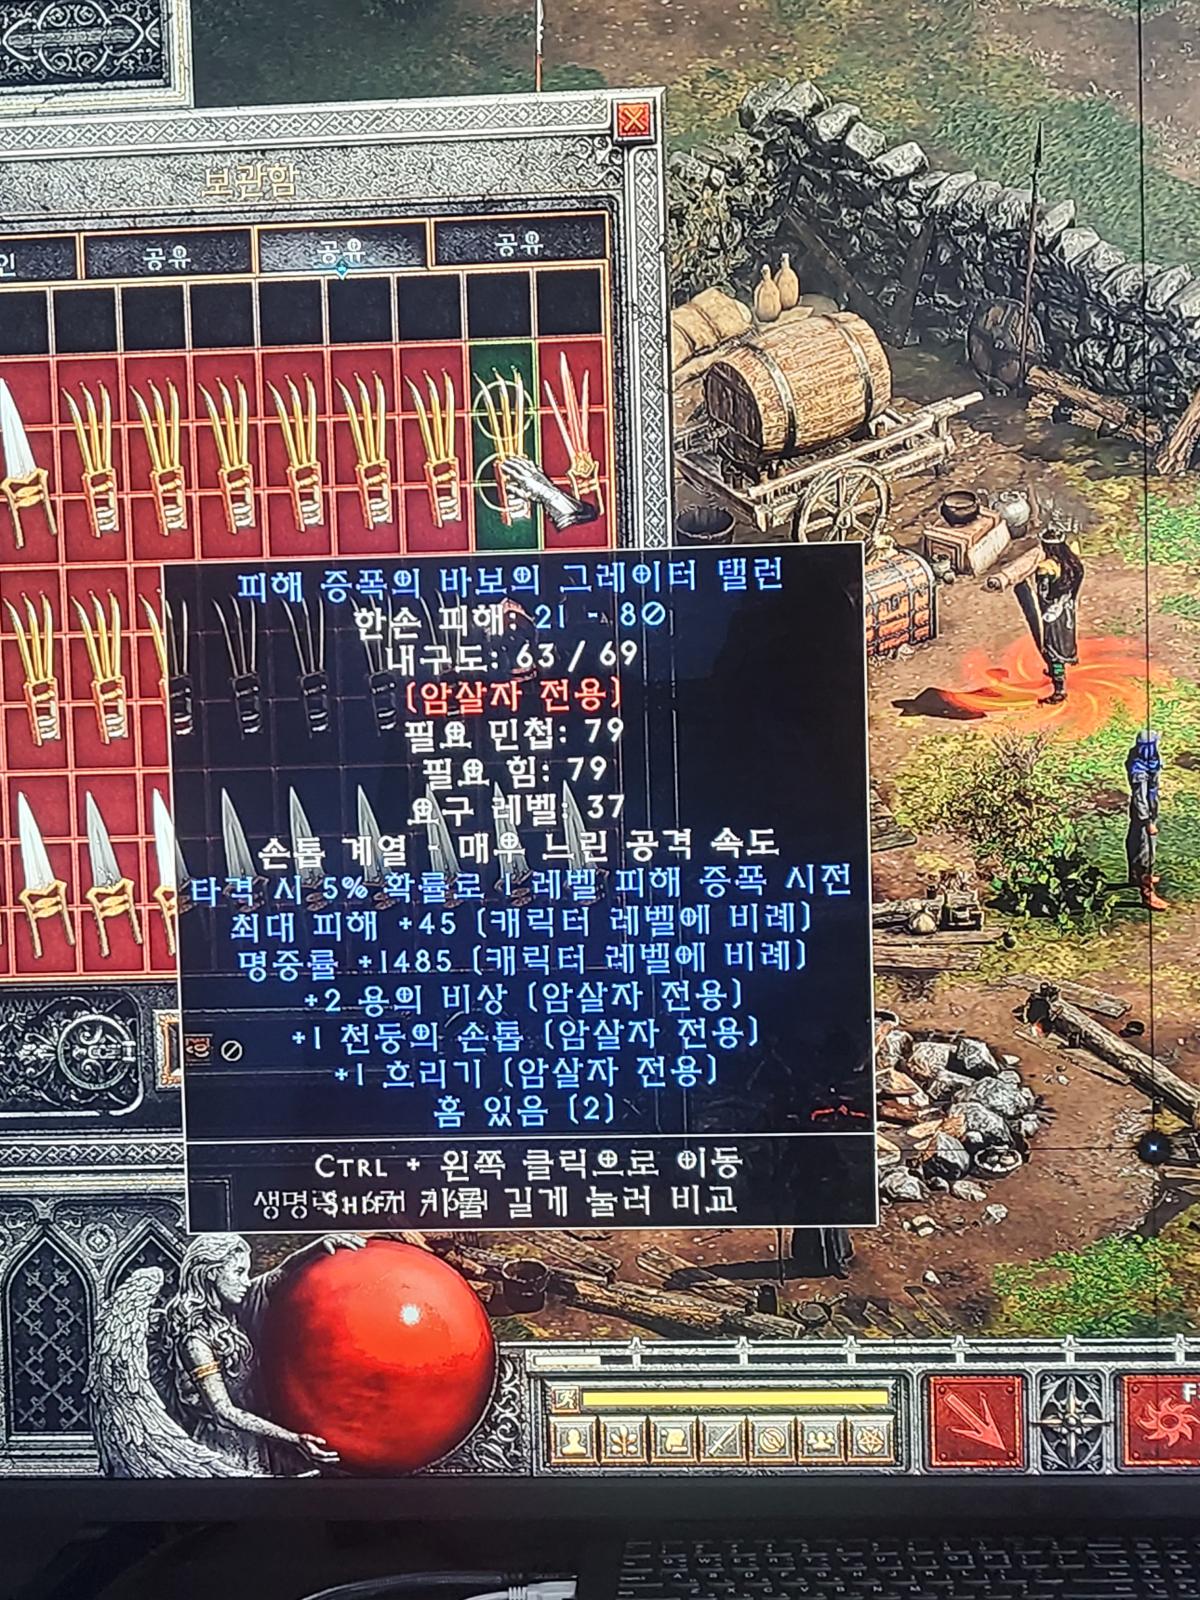 보관함
인
공유
공유
공유
피해 증폭의 바보의 그레이터 탤런
한손 피해: 21 - 80
내구도: 63 / 69
(암살자 전용)
필요 민첩: 79
필요 힘: 79
요구 레벨: 37
손톱 계열 - 매우 느린 공격 속도
타격 시 5% 확률로 1 레벨 피해 증폭 시전
최대 피해 +45 (캐릭터 레벨에 비례)
명중률 +1485 (캐릭터 레벨에 비례)
+2 용의 비상 (암살자 전용)
+1 천둥의 손톱 (암살자 전용)
+1 흐리기 (암살자 전용)
홈 있음 (2)
CTRL + 왼쪽 클릭으로 이동
SHIFT 키를 길게 눌러 비교
생명력
F